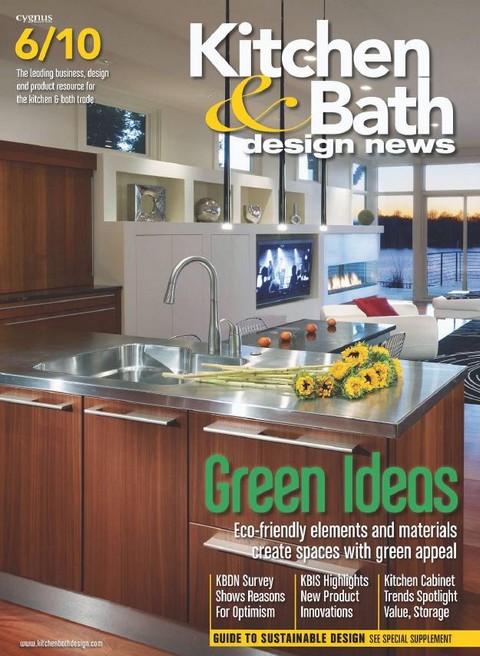 cygnus
6/10
The leading business, design
and product resource for
the kitchen & bath trade
Kitchen
& Bath
design news
Green Ideas
Eco-friendly elements and materials
create spaces with green appeal
KBDN Survey
Shows Reasons
For Optimism
KBIS Highlights
New Product
Innovations
Kitchen Cabinet
Trends Spotlight
Value, Storage
GUIDE TO SUSTAINABLE DESIGN SEE SPECIAL SUPPLEMENT
www.kitchenbathdesign.com